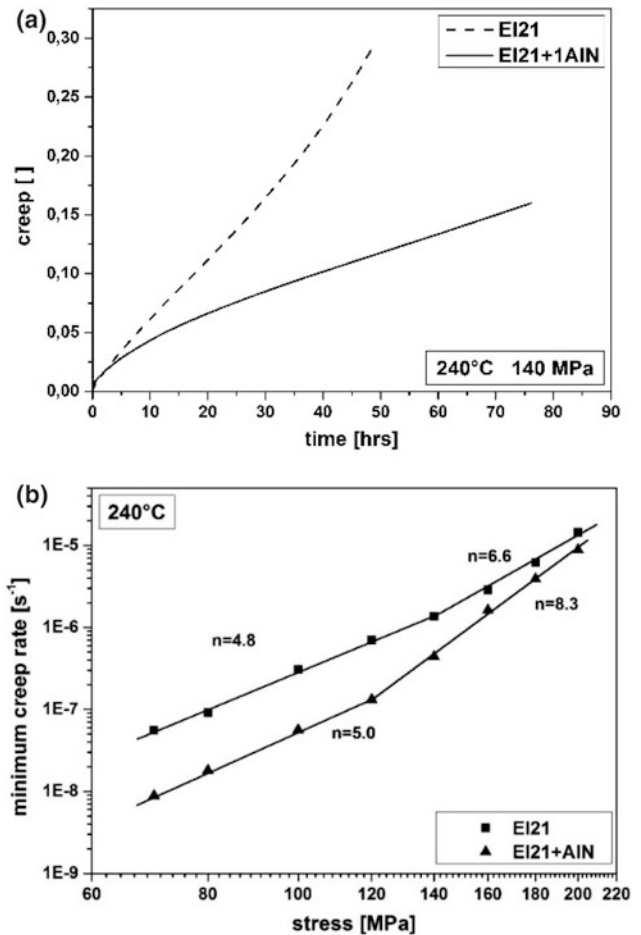 (a)
0,30
0,25
0,20
0,15
0,10
0,05
0,00
creep [ ]
EI21
EI21+1AlN
240°C 140 MPa
0 10 20 30 40 50 60 70 80 90
time [hrs]
(b)
240°C
1E-5
1E-6
1E-7
1E-8
1E-9
minimum creep rate [s⁻¹]
n=6.6
n=8.3
n=4.8
n=5.0
EI21
EI21+AlN
60 80 100 120 140 160 180 200 220
stress [MPa]